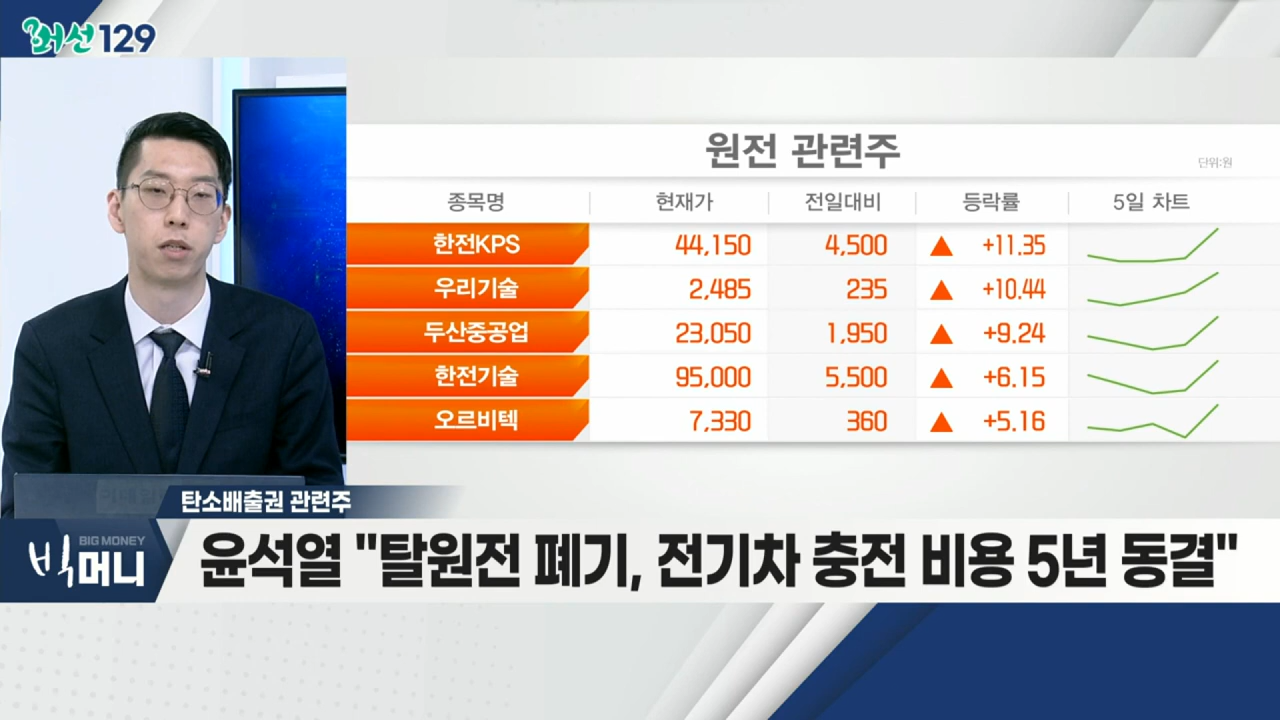 머선129
원전 관련주
단위:원
종목명 현재가 전일대비 등락률 5일 차트
한전KPS 44,150 4,500 ▲ +11.35
우리기술 2,485 235 ▲ +10.44
두산중공업 23,050 1,950 ▲ +9.24
한전기술 95,000 5,500 ▲ +6.15
오르비텍 7,330 360 ▲ +5.16
탄소배출권 관련주
BIG MONEY
빅머니
윤석열 "탈원전 폐기, 전기차 충전 비용 5년 동결"